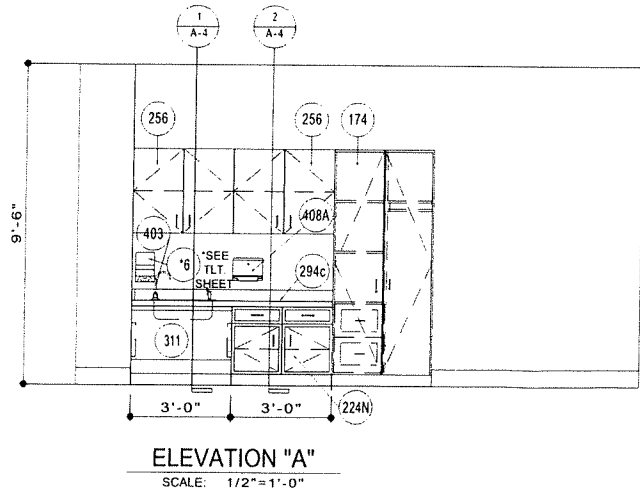 1
A-4
2
A-4
256
256
174
9'-6"
403
408A
*6
*SEE
TLT.
SHEET
294c
311
3'-0"
3'-0"
224N
ELEVATION "A"
SCALE: 1/2"=1'-0"